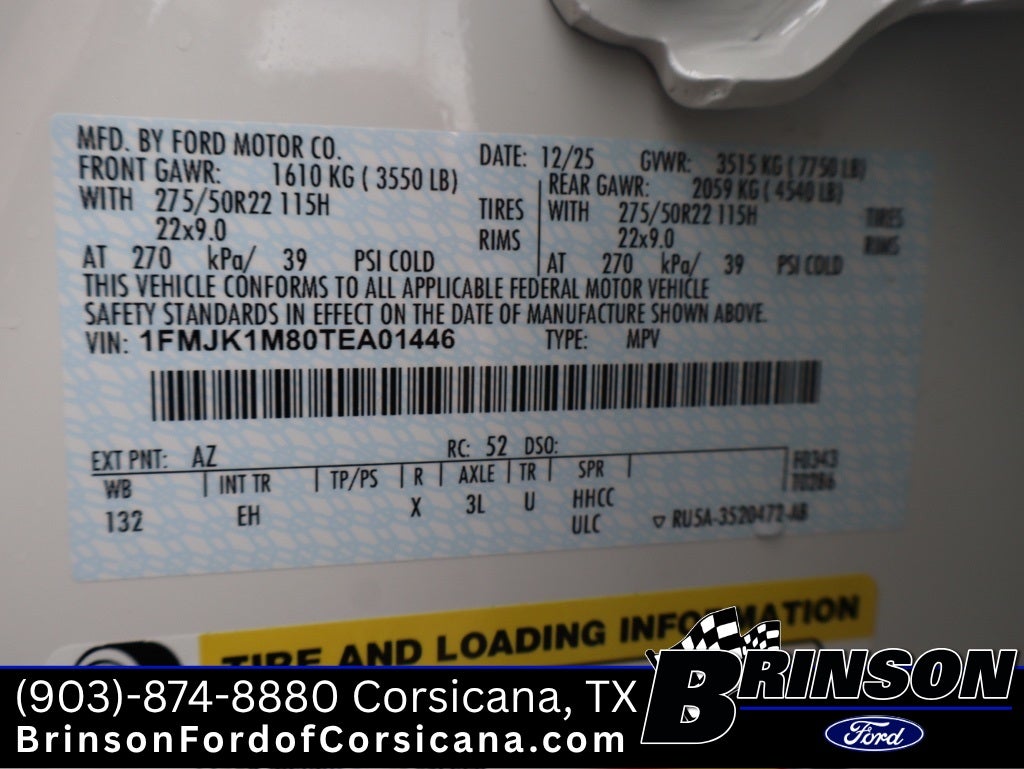 MFD. BY FORD MOTOR CO. DATE: 12/25 GVWR: 3515 KG (7750 LB)
FRONT GAWR: 1610 KG ( 3550 LB) REAR GAWR: 2059 KG ( 4540 LB)
WITH 275/50R22 115H TIRES WITH 275/50R22 115H TIRES
22x9.0 RIMS 22x9.0 RIMS
AT 270 kPa/ 39 PSI COLD AT 270 kPa/ 39 PSI COLD
THIS VEHICLE CONFORMS TO ALL APPLICABLE FEDERAL MOTOR VEHICLE
SAFETY STANDARDS IN EFFECT ON THE DATE OF MANUFACTURE SHOWN ABOVE.
VIN: 1FMJK1M80TEA01446 TYPE: MPV
EXT PNT: AZ RC: 52 DSO:
WB INT TR TP/PS R AXLE TR SPR
132 EH X 3L U HHCC
ULC ▽ RU5A-3520472-AB
TIRE AND LOADING INFORMATION
(903)-874-8880 Corsicana, TX
BrinsonFordofCorsicana.com
BRINSON
Ford